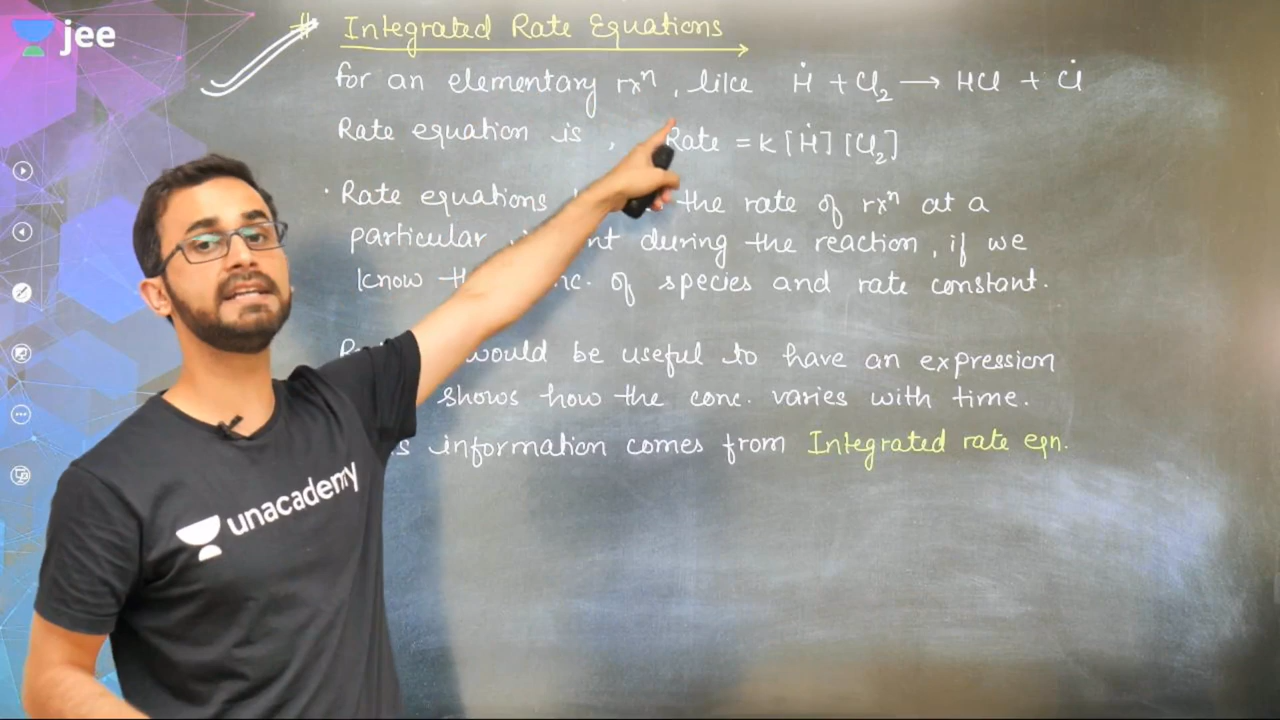 jee
# Integrated Rate Equations
for an elementary rxⁿ, like Ḣ + Cl₂ → HCl + Ċl
Rate equation is, Rate = k [Ḣ] [Cl₂]
· Rate equations the rate of rxⁿ at a
particular during the reaction, if we
know of species and rate constant.
would be useful to have an expression
shows how the conc. varies with time.
information comes from Integrated rate eqn.
unacademy